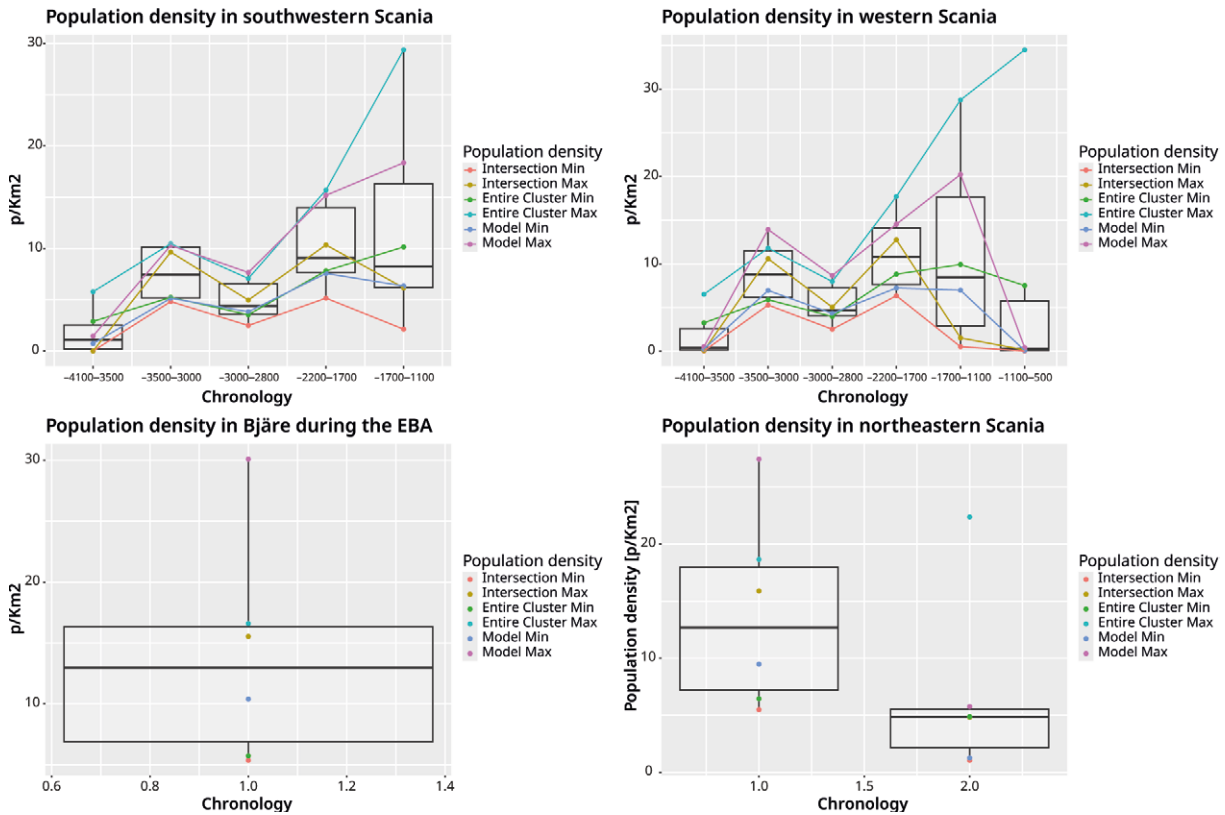 Population density in southwestern Scania
30
20
10
0
p/Km2
−4100−3500
−3500−3000
−3000−2800
−2200−1700
−1700−1100
Chronology
Population density
Intersection Min
Intersection Max
Entire Cluster Min
Entire Cluster Max
Model Min
Model Max
Population density in western Scania
30
20
10
0
p/Km2
−4100−3500
−3500−3000
−3000−2800
−2200−1700
−1700−1100
−1100−500
Chronology
Population density
Intersection Min
Intersection Max
Entire Cluster Min
Entire Cluster Max
Model Min
Model Max
Population density in Bjäre during the EBA
30
20
10
p/Km2
0.6
0.8
1.0
1.2
1.4
Chronology
Population density
Intersection Min
Intersection Max
Entire Cluster Min
Entire Cluster Max
Model Min
Model Max
Population density in northeastern Scania
20
10
0
Population density [p/Km2]
1.0
1.5
2.0
Chronology
Population density
Intersection Min
Intersection Max
Entire Cluster Min
Entire Cluster Max
Model Min
Model Max